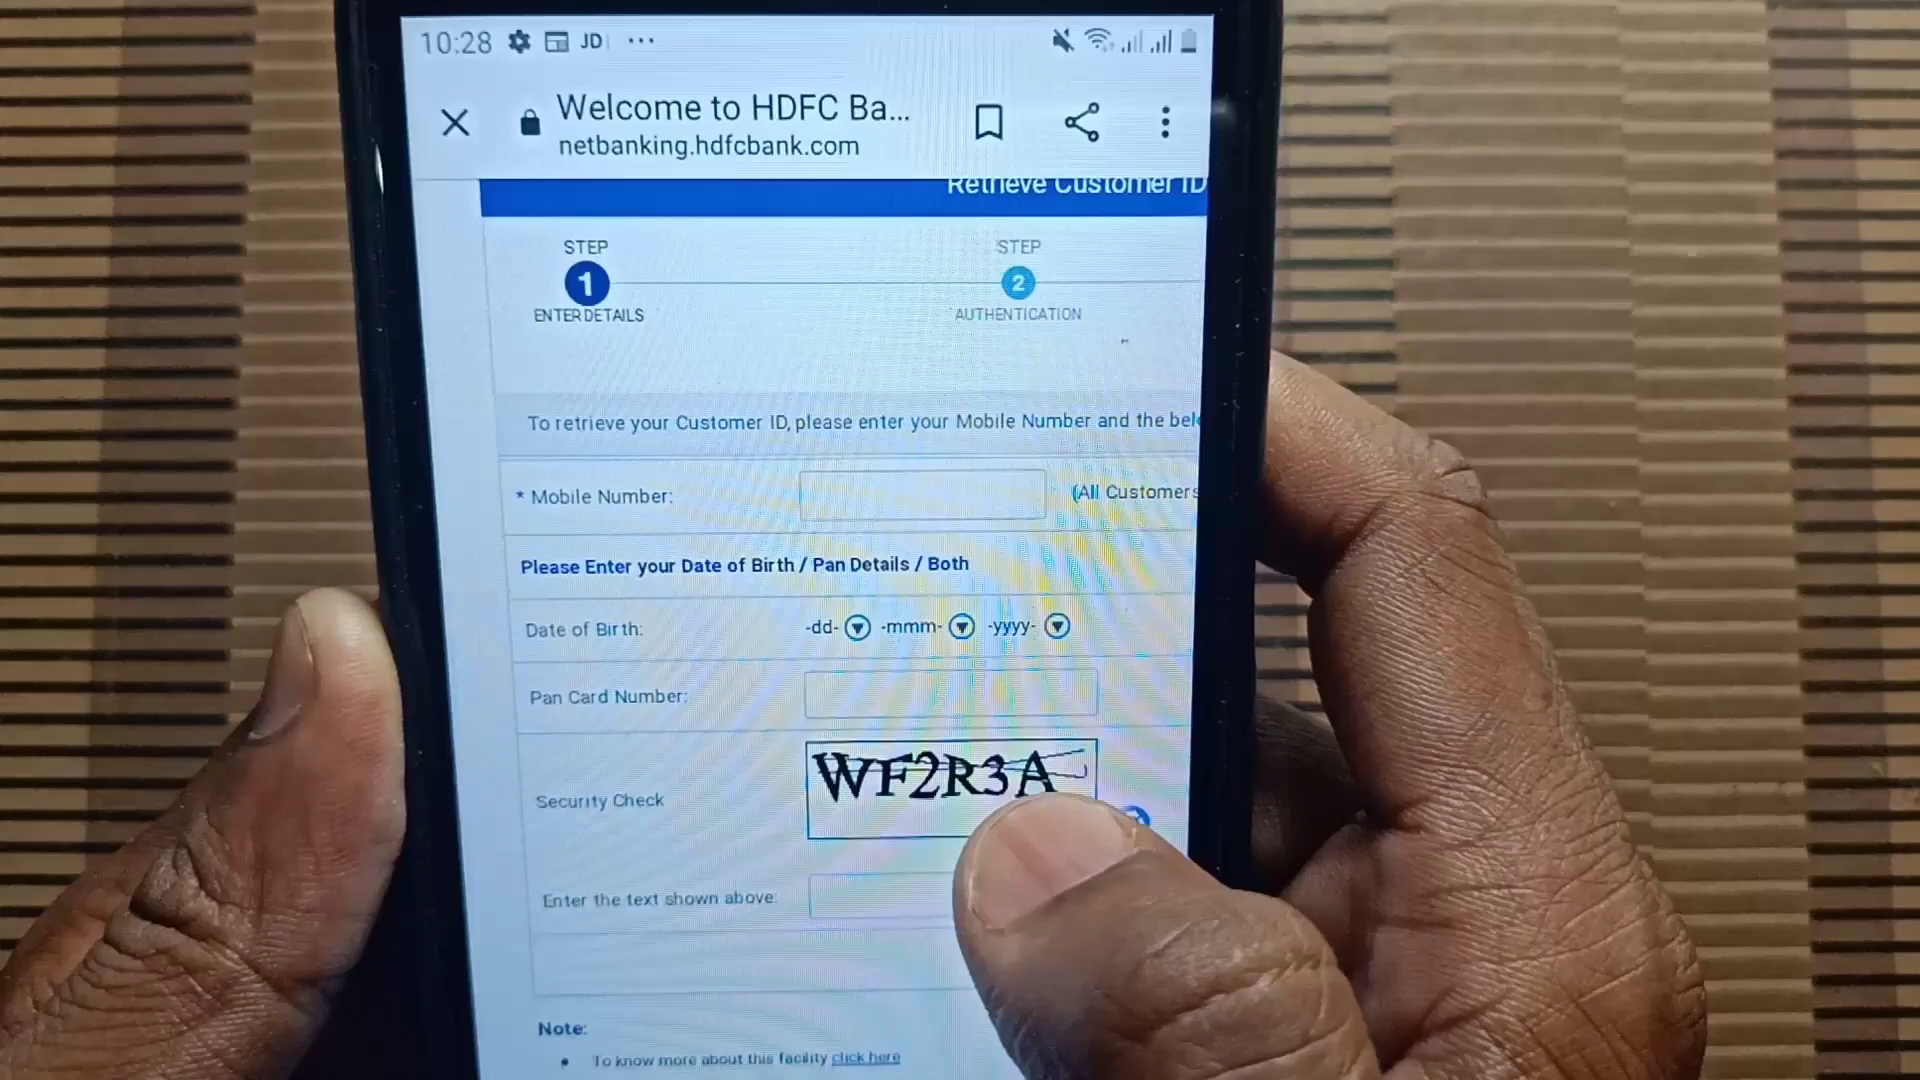 10:28 JD ...
Welcome to HDFC Ba...
netbanking.hdfcbank.com
Retrieve Customer ID
STEP STEP
1 2
ENTER DETAILS AUTHENTICATION
To retrieve your Customer ID, please enter your Mobile Number and the bel
* Mobile Number: (All Customers
Please Enter your Date of Birth / Pan Details / Both
Date of Birth: -dd- -mmm- -yyyy-
Pan Card Number:
WF2R3A
Security Check
Enter the text shown above:
Note:
• To know more about this facility click here